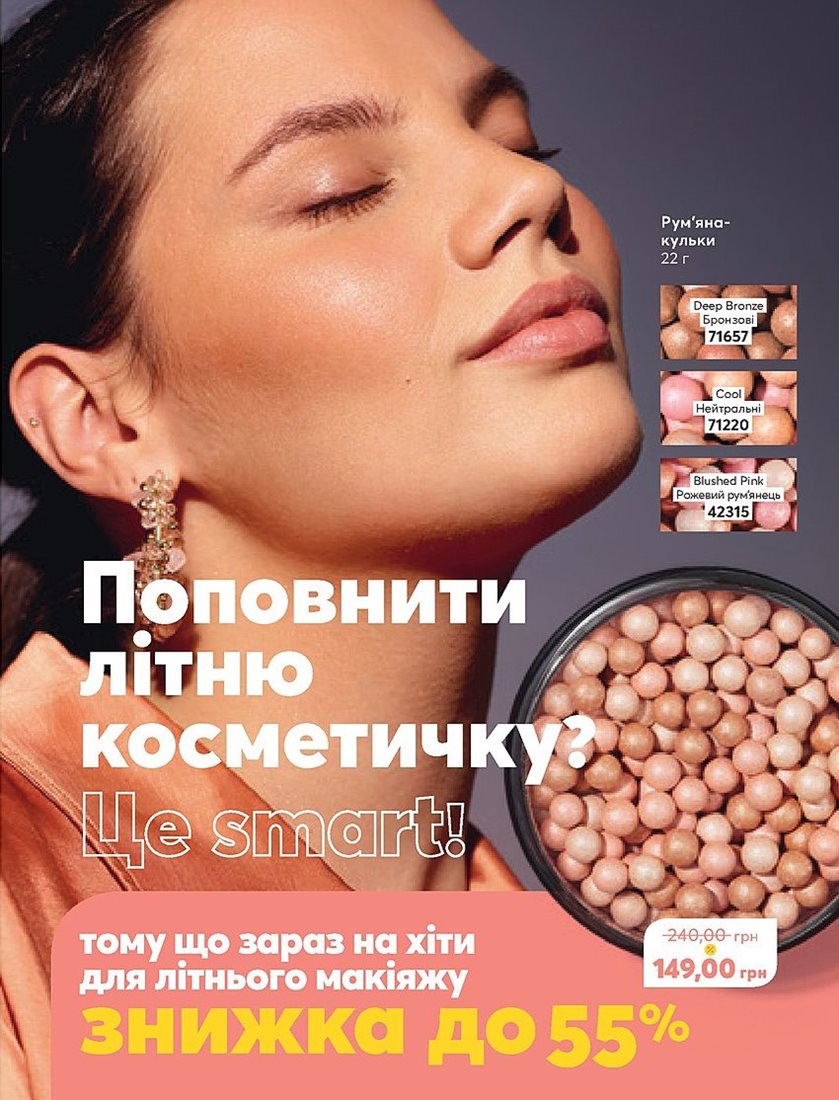 Рум'яна-
кульки
22 г
Deep Bronze
Бронзові
71657
Cool
Нейтральні
71220
Blushed Pink
Рожевий рум'янець
42315
Поповнити
літню
косметичку?
Це smart!
тому що зараз на хіти
для літнього макіяжу
знижка до 55%
240,00 грн
%
149,00 грн